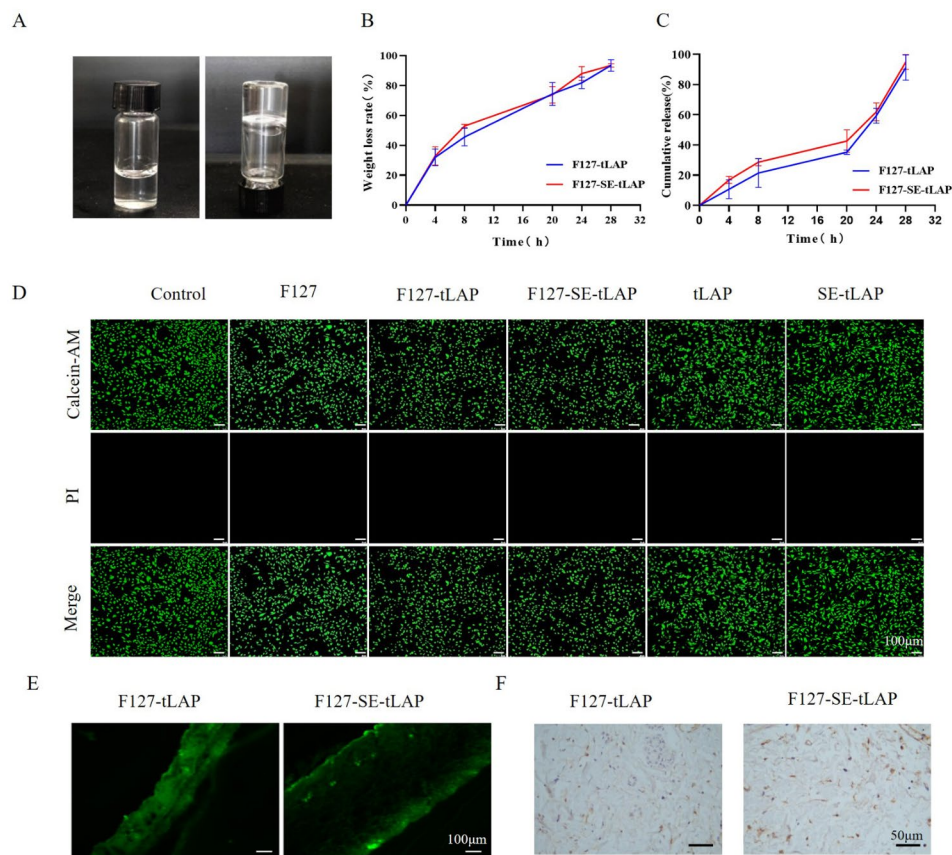 A
B
C
Weight loss rate( %)
100
80
60
40
20
0
F127-tLAP
F127-SE-tLAP
0 4 8 12 16 20 24 28 32
Time( h )
Cumulative release(%)
100
80
60
40
20
0
F127-tLAP
F127-SE-tLAP
0 4 8 12 16 20 24 28 32
Time( h )
D
Control F127 F127-tLAP F127-SE-tLAP tLAP SE-tLAP
Calcein-AM
PI
Merge
100μm
E
F127-tLAP F127-SE-tLAP
100μm
F
F127-tLAP F127-SE-tLAP
50μm